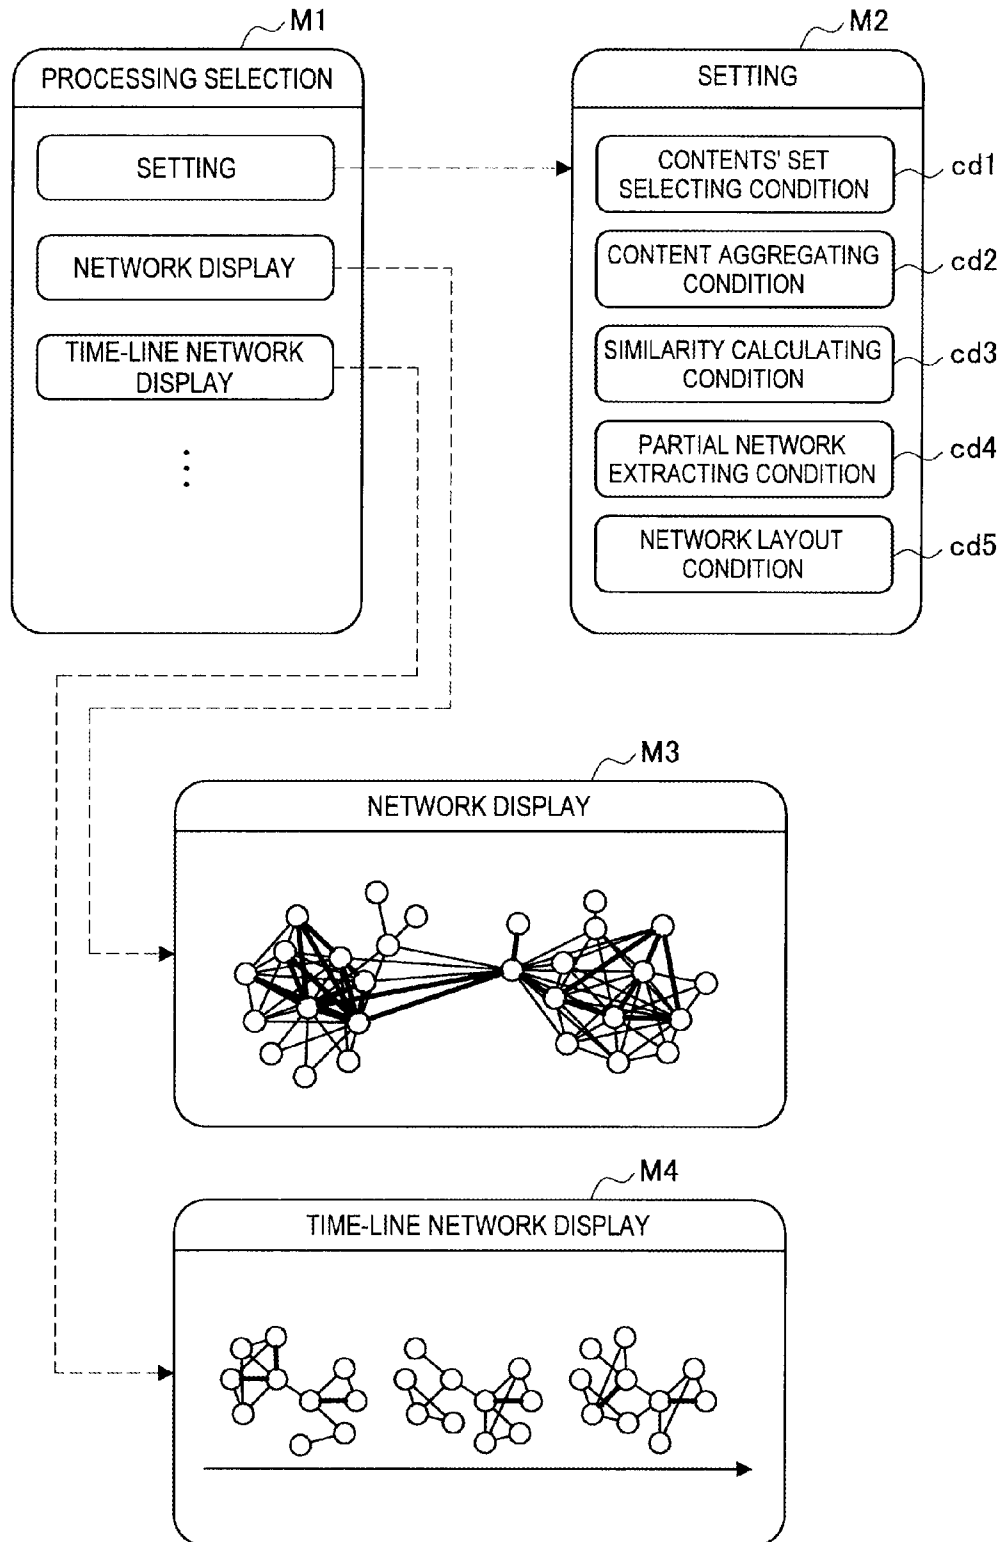 M1
PROCESSING SELECTION
SETTING
NETWORK DISPLAY
TIME-LINE NETWORK
DISPLAY
M2
SETTING
CONTENTS' SET
SELECTING CONDITION
cd1
CONTENT AGGREGATING
CONDITION
cd2
SIMILARITY CALCULATING
CONDITION
cd3
PARTIAL NETWORK
EXTRACTING CONDITION
cd4
NETWORK LAYOUT
CONDITION
cd5
M3
NETWORK DISPLAY
M4
TIME-LINE NETWORK DISPLAY